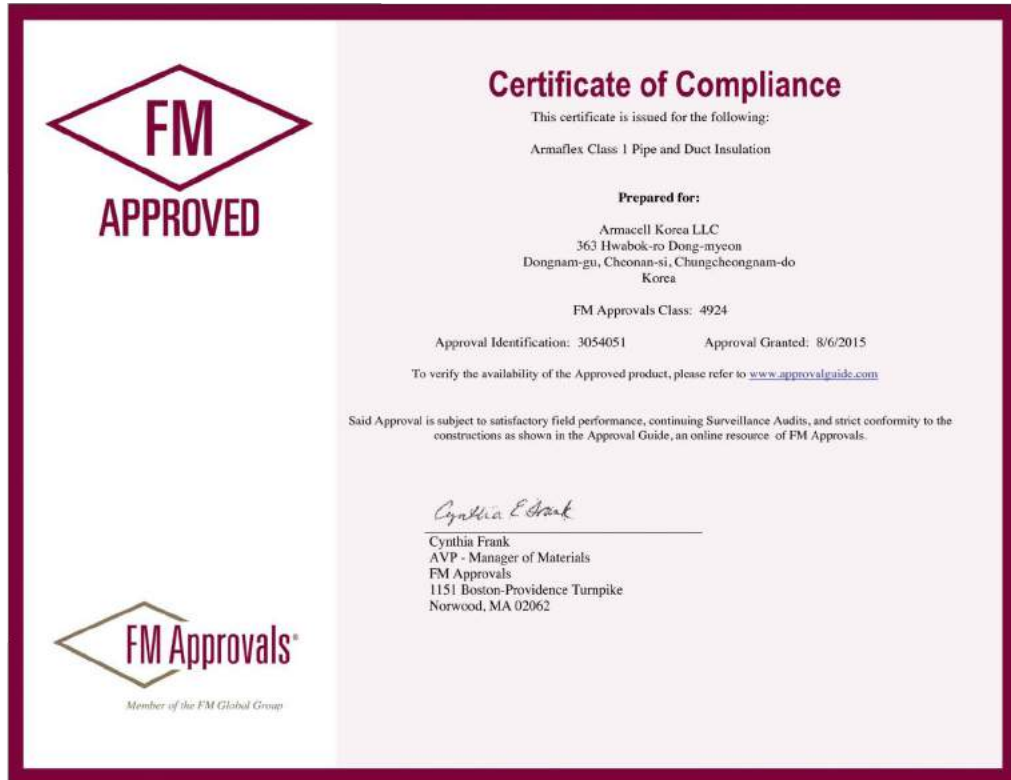 FM
APPROVED
Certificate of Compliance
This certificate is issued for the following:
Armaflex Class 1 Pipe and Duct Insulation
Prepared for:
Armacell Korea LLC
363 Hwabok-ro Dong-myeon
Dongnam-gu, Cheonan-si, Chungcheongnam-do
Korea
FM Approvals Class: 4924
Approval Identification: 3054051 Approval Granted: 8/6/2015
To verify the availability of the Approved product, please refer to www.approvalguide.com
Said Approval is subject to satisfactory field performance, continuing Surveillance Audits, and strict conformity to the
constructions as shown in the Approval Guide, an online resource of FM Approvals.
Cynthia E Frank
Cynthia Frank
AVP - Manager of Materials
FM Approvals
1151 Boston-Providence Turnpike
Norwood, MA 02062
FM Approvals®
Member of the FM Global Group